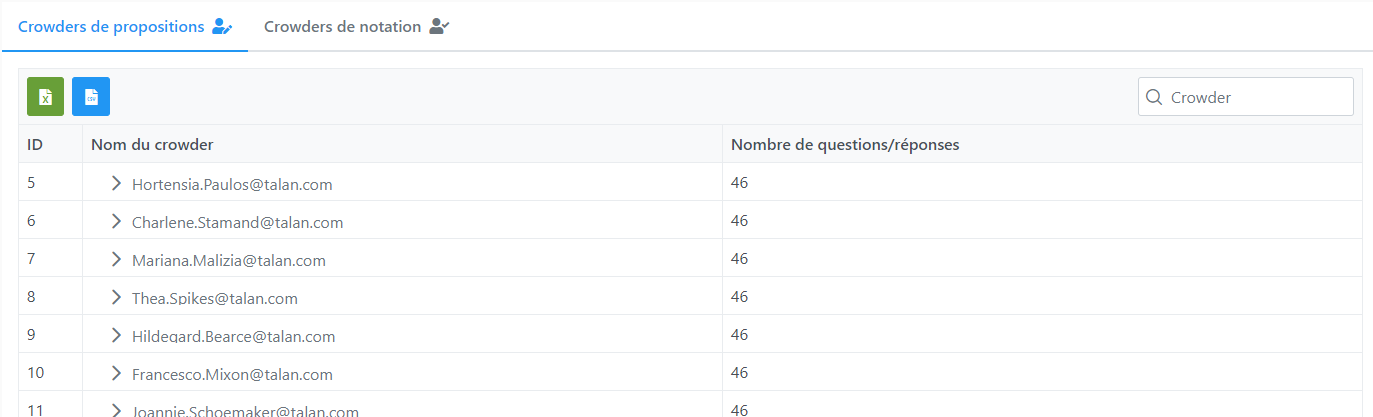 Crowders de propositions Crowders de notation
X CSV Crowder
ID Nom du crowder Nombre de questions/réponses
5 Hortensia.Paulos@talan.com 46
6 Charlene.Stamand@talan.com 46
7 Mariana.Malizia@talan.com 46
8 Thea.Spikes@talan.com 46
9 Hildegard.Bearce@talan.com 46
10 Francesco.Mixon@talan.com 46
11 Joannie.Schoemaker@talan.com 46